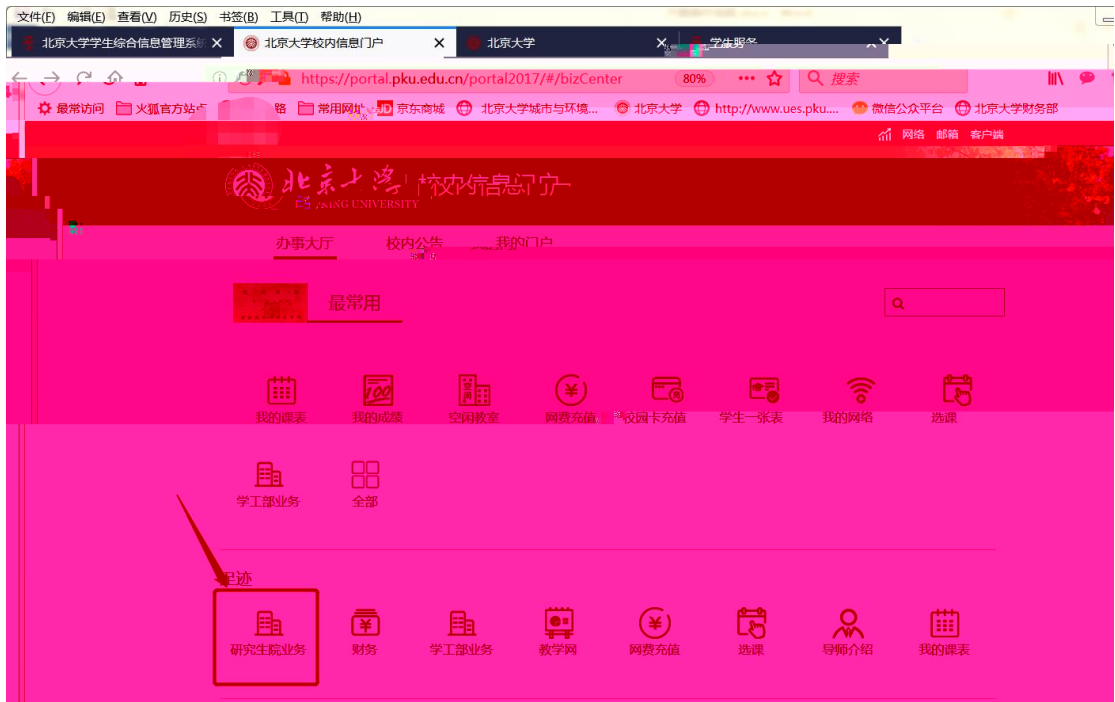 文件(F) 编辑(E) 查看(V) 历史(S) 书签(B) 工具(T) 帮助(H)
北京大学学生综合信息管理系统 北京大学校内信息门户 北京大学 学生服务
https://portal.pku.edu.cn/portal2017/#/bizCenter 80% 搜索
最常访问 火狐官方站点 路 常用网址 JD 京东商城 北京大学城市与环境... 北京大学 http://www.ues.pku.... 微信公众平台 北京大学财务部
网络 邮箱 客户端
北京大学 校内信息门户
UNIVERSITY
办事大厅 校内公告 我的门户
最常用
100
我的课表 我的成绩 空闲教室 网费充值 校园卡充值 学生一张表 我的网络 选课
学工部业务 全部
足迹
研究生院业务 财务 学工部业务 教学网 网费充值 选课 导师介绍 我的课表